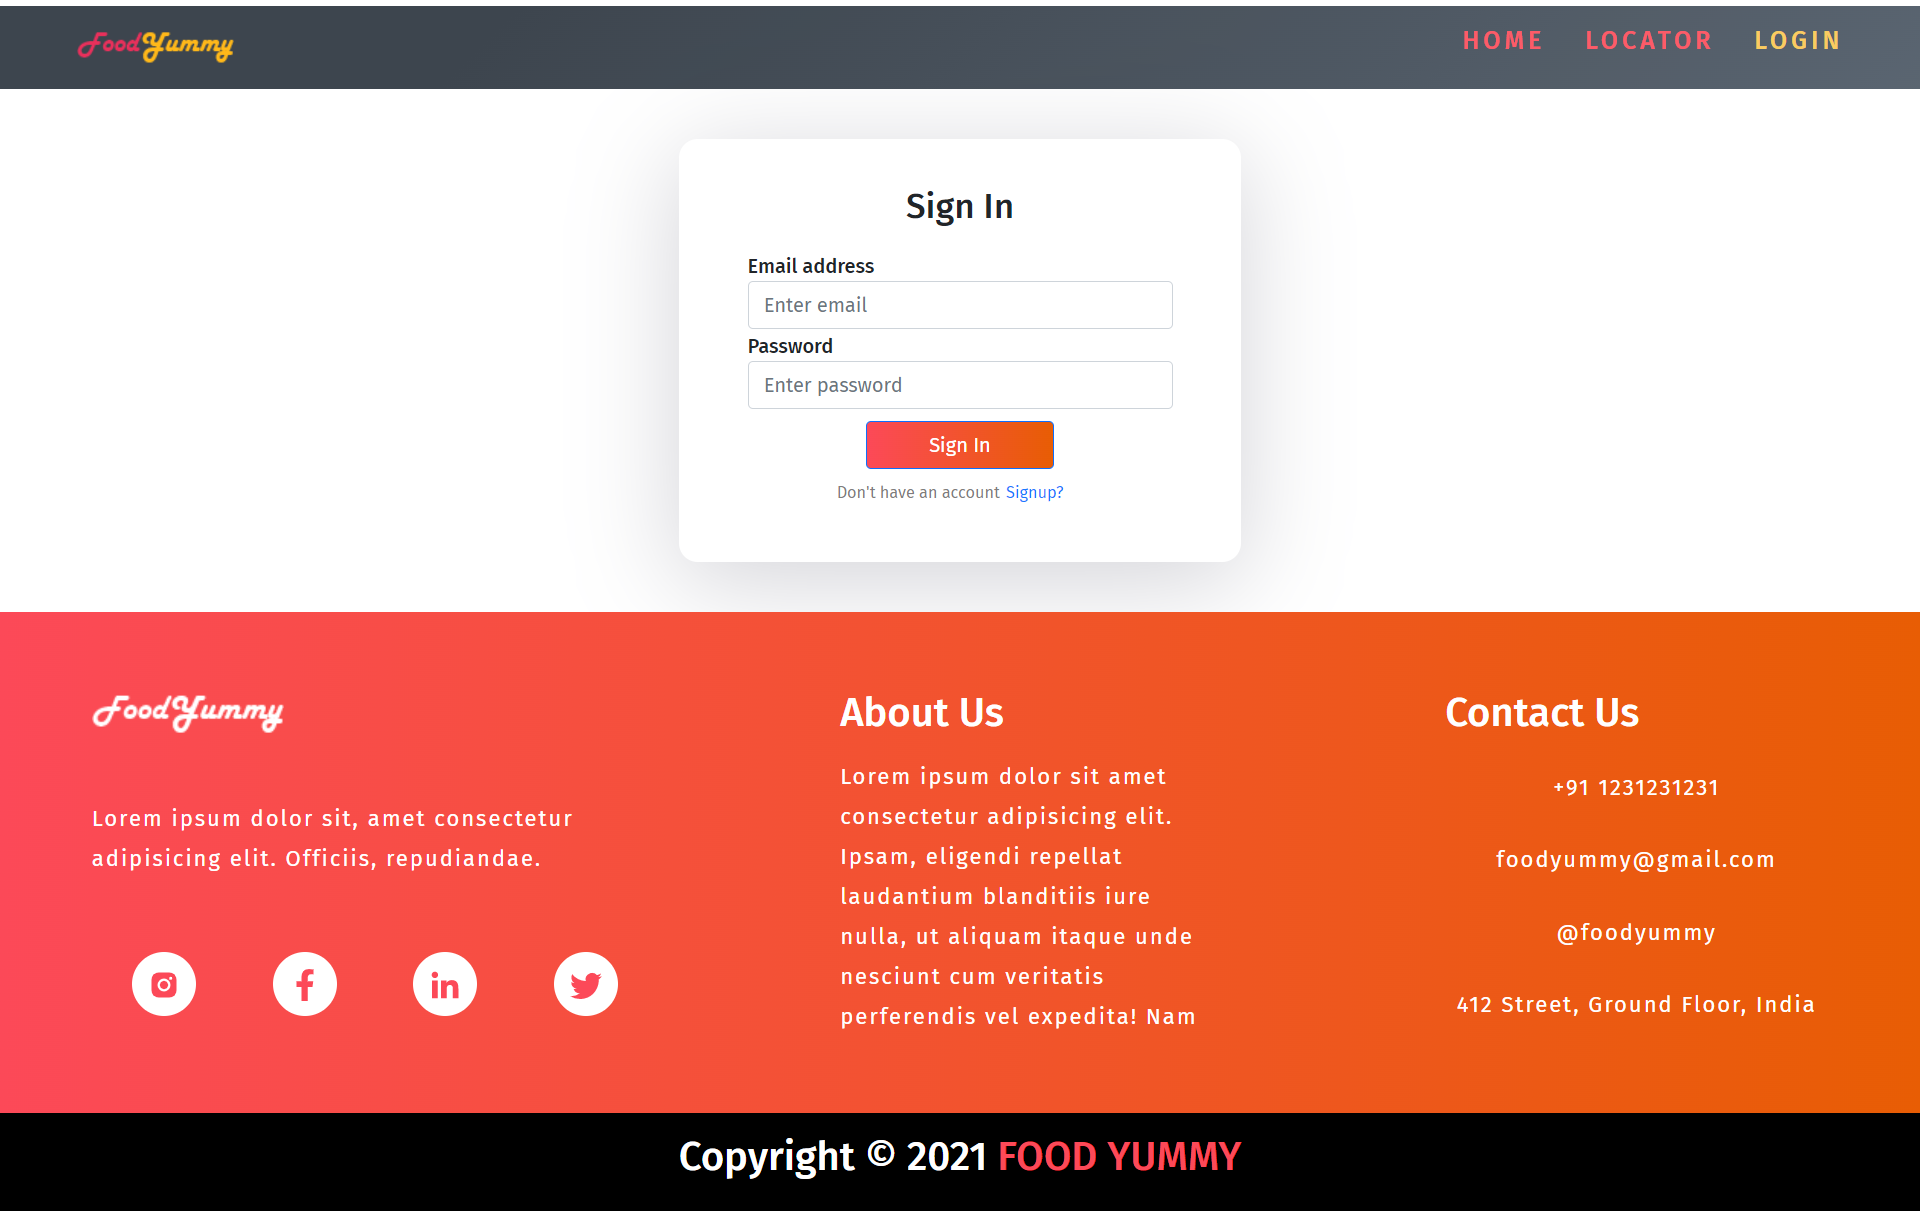 FoodYummy
HOME LOCATOR LOGIN
Sign In
Email address
Enter email
Password
Enter password
Sign In
Don't have an account Signup?
FoodYummy
Lorem ipsum dolor sit, amet consectetur
adipisicing elit. Officiis, repudiandae.
About Us
Lorem ipsum dolor sit amet
consectetur adipisicing elit.
Ipsam, eligendi repellat
laudantium blanditiis iure
nulla, ut aliquam itaque unde
nesciunt cum veritatis
perferendis vel expedita! Nam
Contact Us
+91 1231231231
foodyummy@gmail.com
@foodyummy
412 Street, Ground Floor, India
Copyright © 2021 FOOD YUMMY